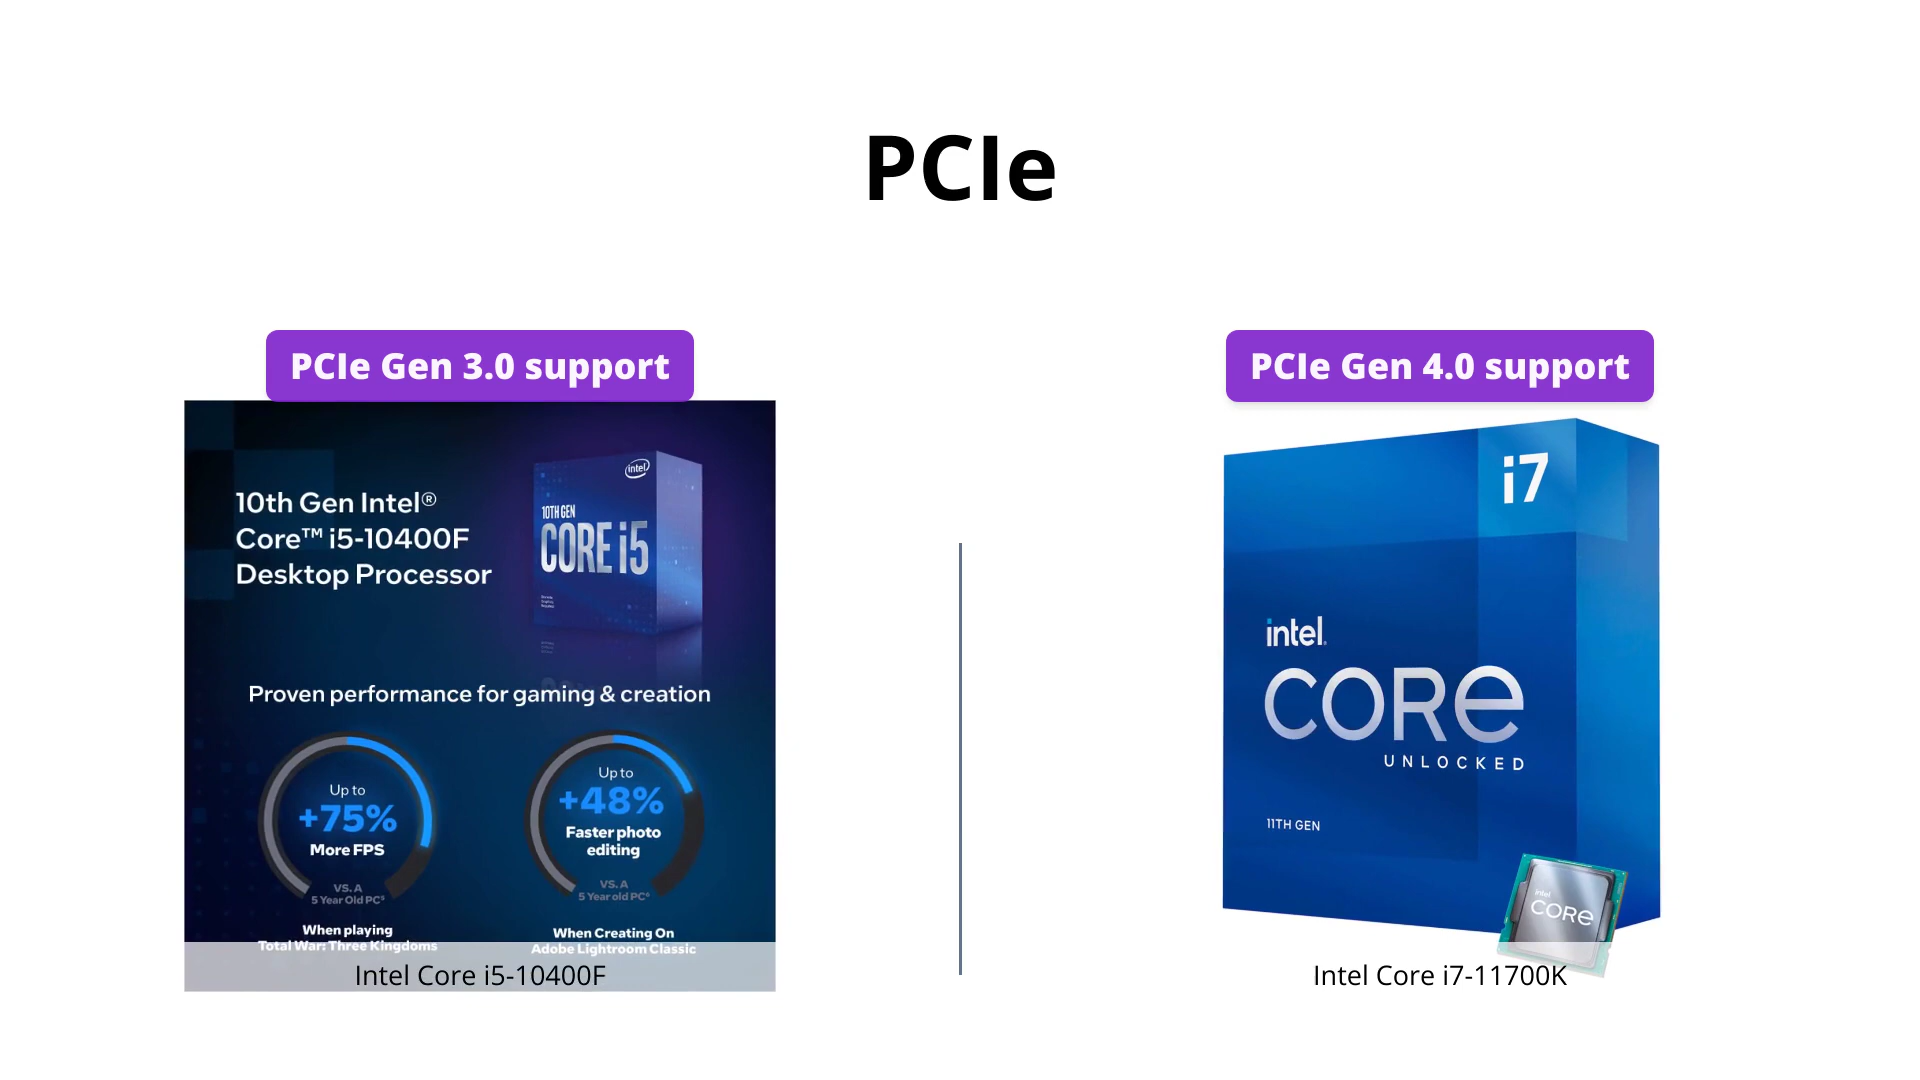 PCIe
PCIe Gen 3.0 support
10th Gen Intel®
Core™ i5-10400F
Desktop Processor
intel
10TH GEN
CORE i5
Proven performance for gaming & creation
Up to
+75%
More FPS
VS. A
5 Year Old PC⁵
When playing
Total War: Three Kingdoms
Up to
+48%
Faster photo
editing
VS. A
5 Year old PC⁶
When Creating On
Adobe Lightroom Classic
Intel Core i5-10400F
PCIe Gen 4.0 support
i7
intel.
CORe
UNLOCKED
11TH GEN
intel
CORe
Intel Core i7-11700K